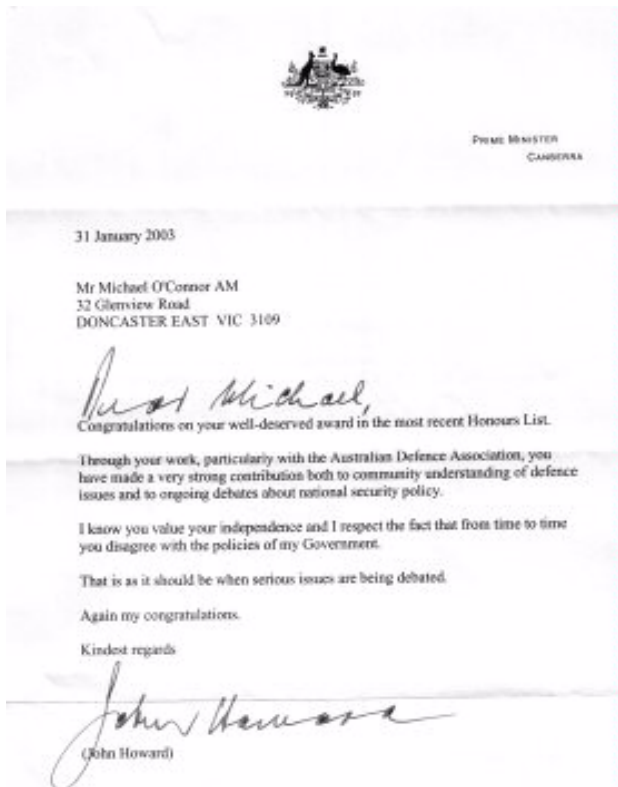 PRIME MINISTER
CANBERRA
31 January 2003
Mr Michael O'Connor AM
32 Glenview Road
DONCASTER EAST VIC 3109
Dear Michael,
Congratulations on your well-deserved award in the most recent Honours List.
Through your work, particularly with the Australian Defence Association, you
have made a very strong contribution both to community understanding of defence
issues and to ongoing debates about national security policy.
I know you value your independence and I respect the fact that from time to time
you disagree with the policies of my Government.
That is as it should be when serious issues are being debated.
Again my congratulations.
Kindest regards
John Howard
(John Howard)